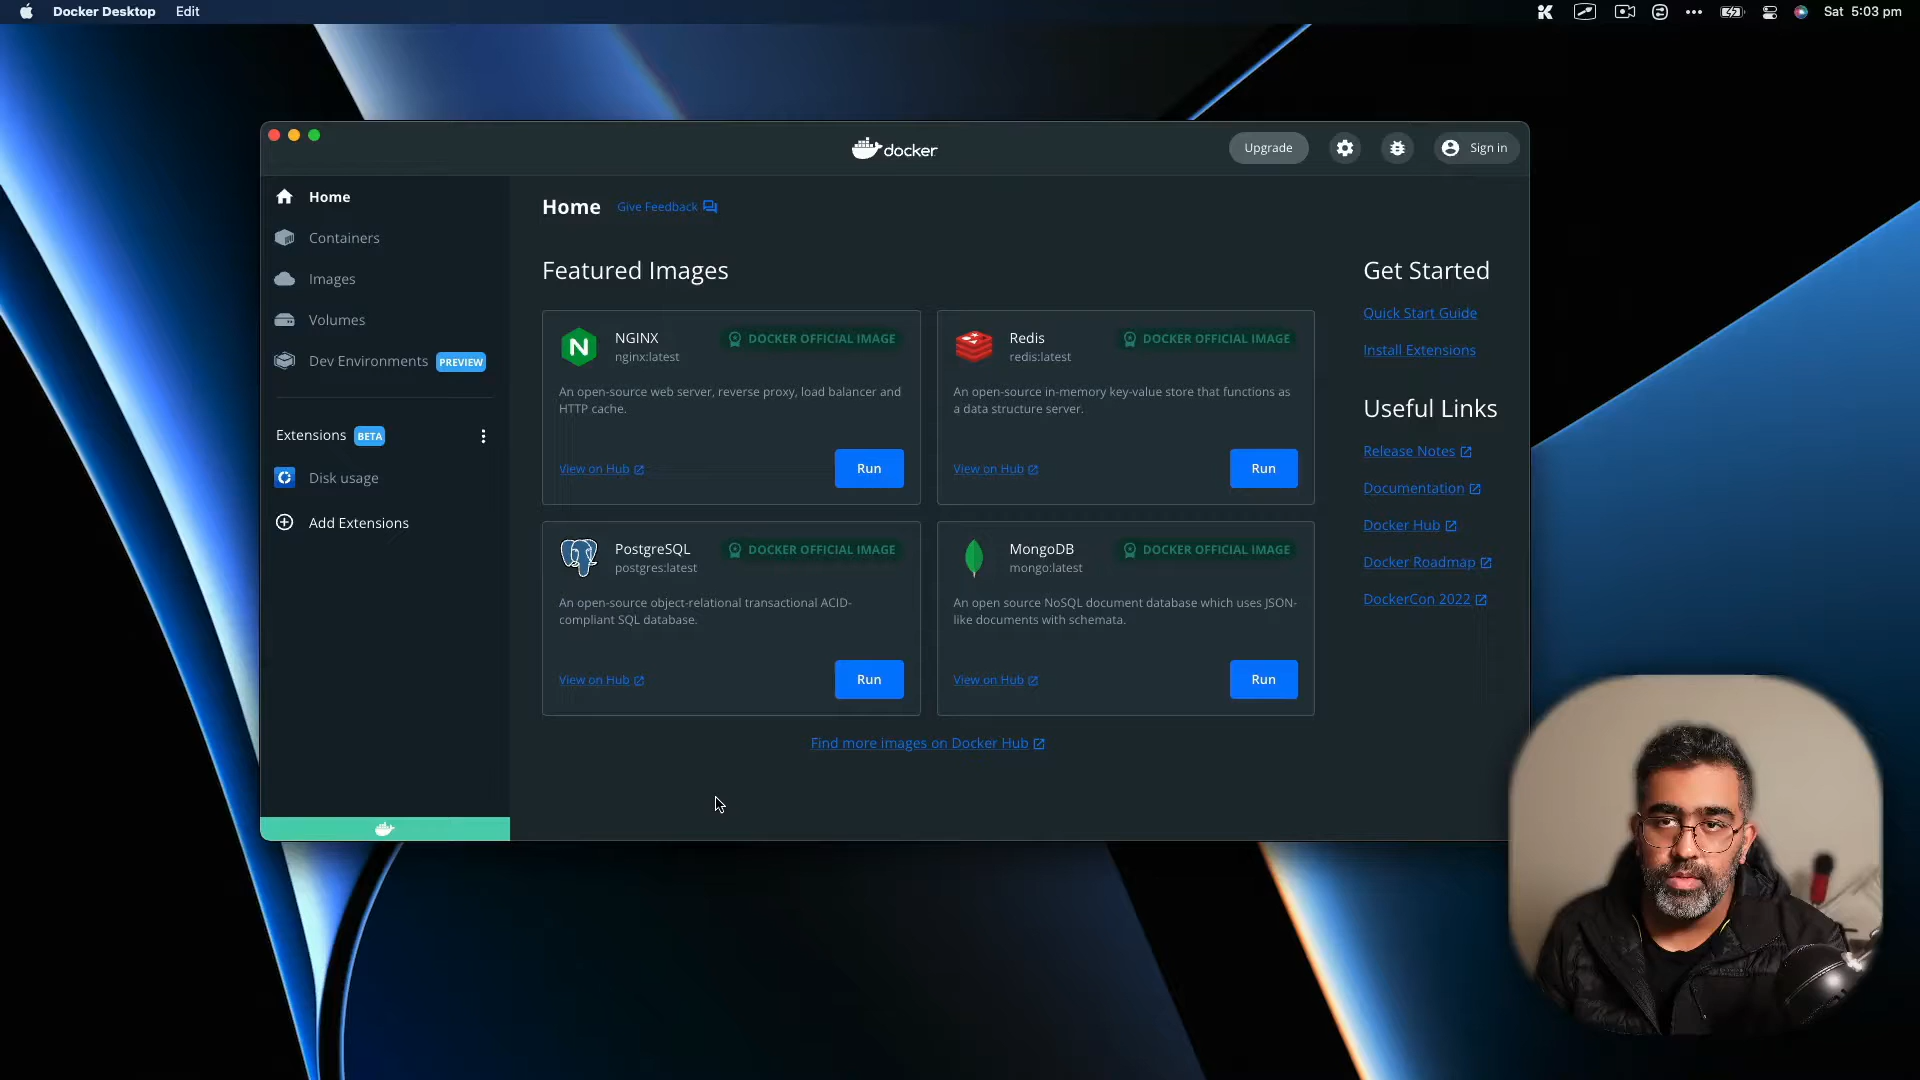 Docker Desktop Edit Sat 5:03 pm
docker
Upgrade
Sign in
Home
Containers
Images
Volumes
Dev Environments PREVIEW
Extensions BETA
Disk usage
Add Extensions
Home Give Feedback
Featured Images
NGINX
nginx:latest
DOCKER OFFICIAL IMAGE
An open-source web server, reverse proxy, load balancer and
HTTP cache.
View on Hub
Run
Redis
redis:latest
DOCKER OFFICIAL IMAGE
An open-source in-memory key-value store that functions as
a data structure server.
View on Hub
Run
PostgreSQL
postgres:latest
DOCKER OFFICIAL IMAGE
An open-source object-relational transactional ACID-
compliant SQL database.
View on Hub
Run
MongoDB
mongo:latest
DOCKER OFFICIAL IMAGE
An open source NoSQL document database which uses JSON-
like documents with schemata.
View on Hub
Run
Find more images on Docker Hub
Get Started
Quick Start Guide
Install Extensions
Useful Links
Release Notes
Documentation
Docker Hub
Docker Roadmap
DockerCon 2022